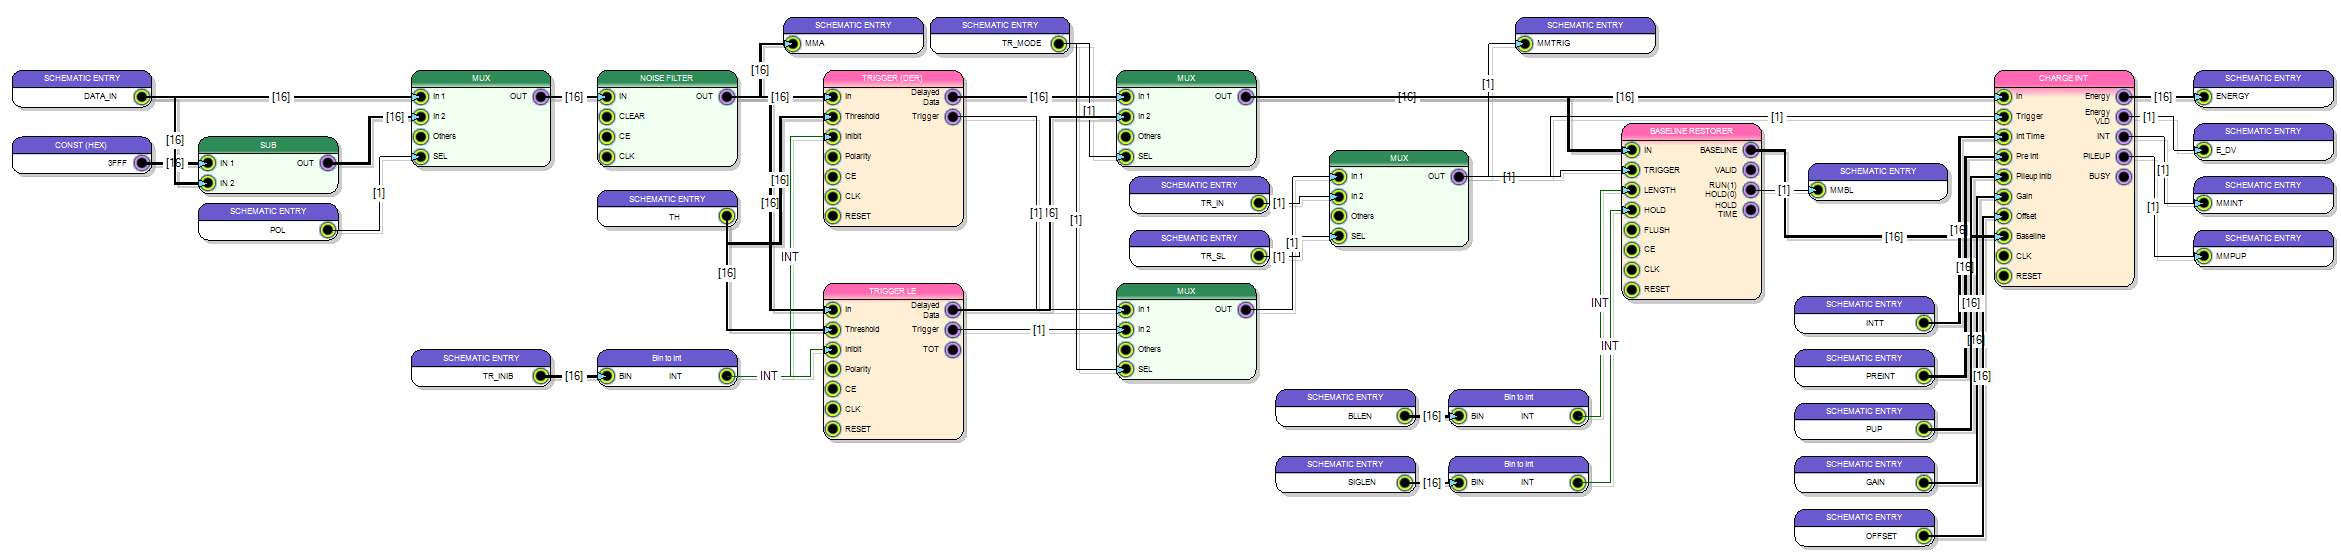 SCHEMATIC ENTRY
DATA_IN
CONST (HEX)
3FFF
[16]
[16]
[16]
SUB
IN 1
OUT
IN 2
SCHEMATIC ENTRY
POL
[1]
[16]
MUX
In 1
OUT
In 2
Others
SEL
[16]
NOISE FILTER
IN
OUT
CLEAR
CE
CLK
SCHEMATIC ENTRY
TH
[16]
SCHEMATIC ENTRY
TR_INIB
[16]
Bin to Int
BIN
INT
INT
SCHEMATIC ENTRY
MMA
[16]
[16]
[16]
[16]
INT
SCHEMATIC ENTRY
TR_MODE
TRIGGER (DER)
In
Delayed
Data
Threshold
Trigger
Inibit
Polarity
CE
CLK
RESET
TRIGGER LE
In
Delayed
Data
Threshold
Trigger
Inibit
TOT
Polarity
CE
CLK
RESET
[16]
[1]
[1]
16]
[1]
[1]
MUX
In 1
OUT
In 2
Others
SEL
SCHEMATIC ENTRY
TR_IN
[1]
SCHEMATIC ENTRY
TR_SL
[1]
[1]
MUX
In 1
OUT
In 2
Others
SEL
MUX
In 1
OUT
In 2
Others
SEL
[16]
[1]
[1]
SCHEMATIC ENTRY
MMTRIG
SCHEMATIC ENTRY
BLLEN
[16]
Bin to Int
BIN
INT
SCHEMATIC ENTRY
SIGLEN
[16]
Bin to Int
BIN
INT
INT
INT
[16]
BASELINE RESTORER
IN
BASELINE
TRIGGER
VALID
LENGTH
RUN(1)
HOLD(0)
HOLD
HOLD
TIME
FLUSH
CE
CLK
RESET
[1]
[1]
SCHEMATIC ENTRY
MMBL
[16]
SCHEMATIC ENTRY
INTT
SCHEMATIC ENTRY
PREINT
SCHEMATIC ENTRY
PUP
SCHEMATIC ENTRY
GAIN
SCHEMATIC ENTRY
OFFSET
[16]
[16]
[16]
[16]
CHARGE INT
In
Energy
Trigger
Energy
VLD
Int Time
INT
Pre Int
PILEUP
Pileup Inib
BUSY
Gain
Offset
Baseline
CLK
RESET
[16]
[1]
[1]
[1]
SCHEMATIC ENTRY
ENERGY
SCHEMATIC ENTRY
E_DV
SCHEMATIC ENTRY
MMINT
SCHEMATIC ENTRY
MMPUP